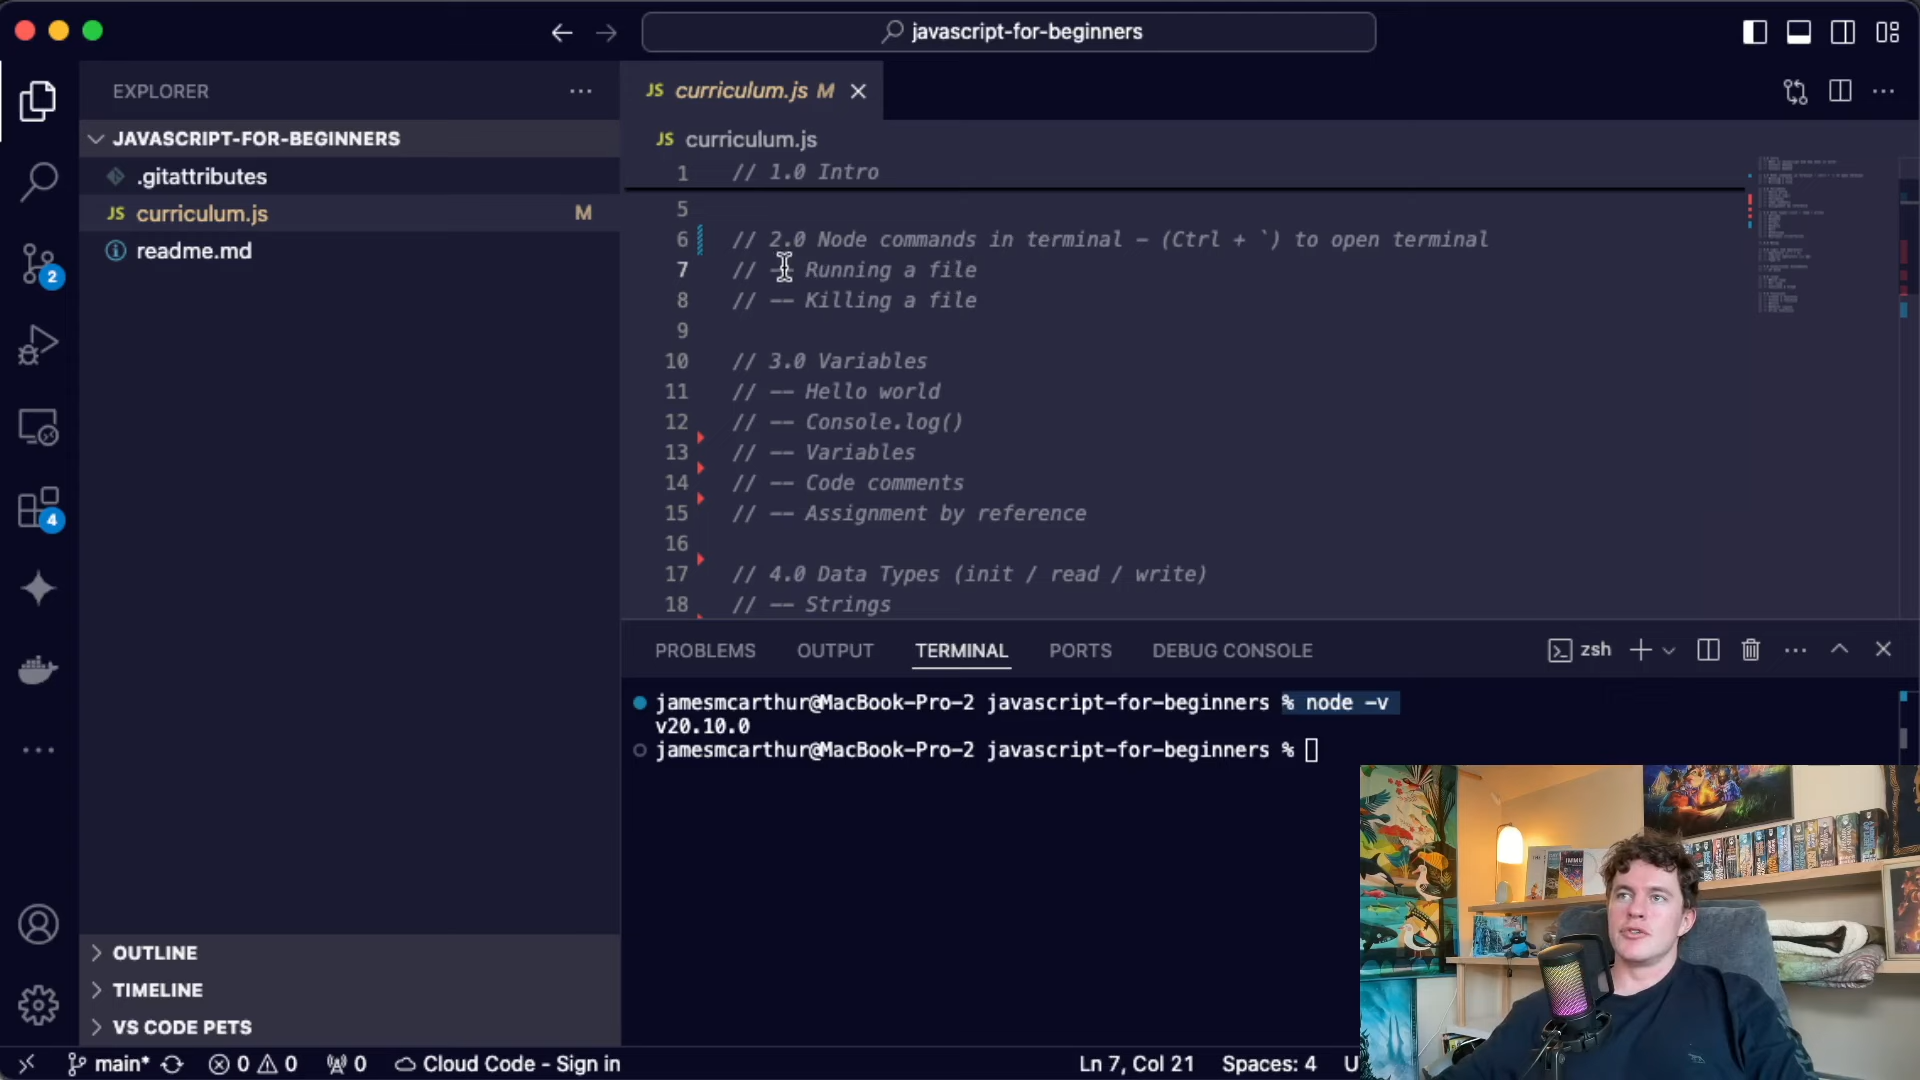 javascript-for-beginners
EXPLORER
JS curriculum.js M
JAVASCRIPT-FOR-BEGINNERS
JS curriculum.js
.gitattributes
JS curriculum.js M
readme.md
1 // 1.0 Intro
5
6 // 2.0 Node commands in terminal - (Ctrl + `) to open terminal
7 // -- Running a file
8 // -- Killing a file
9
10 // 3.0 Variables
11 // -- Hello world
12 // -- Console.log()
13 // -- Variables
14 // -- Code comments
15 // -- Assignment by reference
16
17 // 4.0 Data Types (init / read / write)
18 // -- Strings
2
4
PROBLEMS OUTPUT TERMINAL PORTS DEBUG CONSOLE zsh
jamesmcarthur@MacBook-Pro-2 javascript-for-beginners % node -v
v20.10.0
jamesmcarthur@MacBook-Pro-2 javascript-for-beginners %
OUTLINE
TIMELINE
VS CODE PETS
main* 0 0 0 Cloud Code - Sign in Ln 7, Col 21 Spaces: 4 U